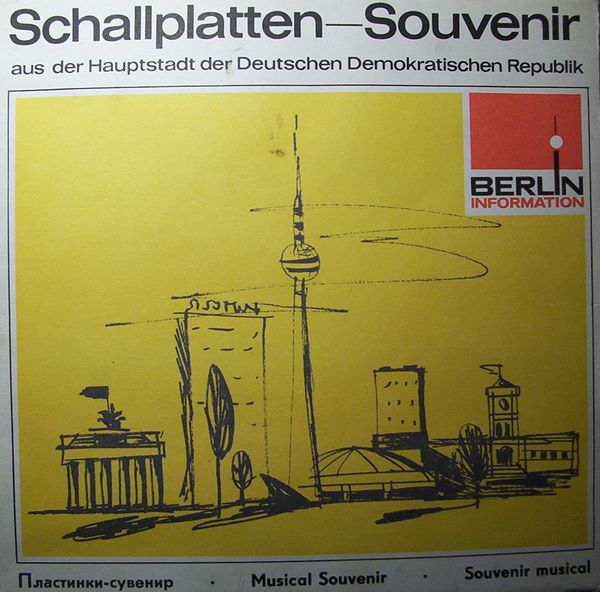 Schallplatten—Souvenir
aus der Hauptstadt der Deutschen Demokratischen Republik
BERLIN
INFORMATION
Пластинки-сувенир · Musical Souvenir · Souvenir musical